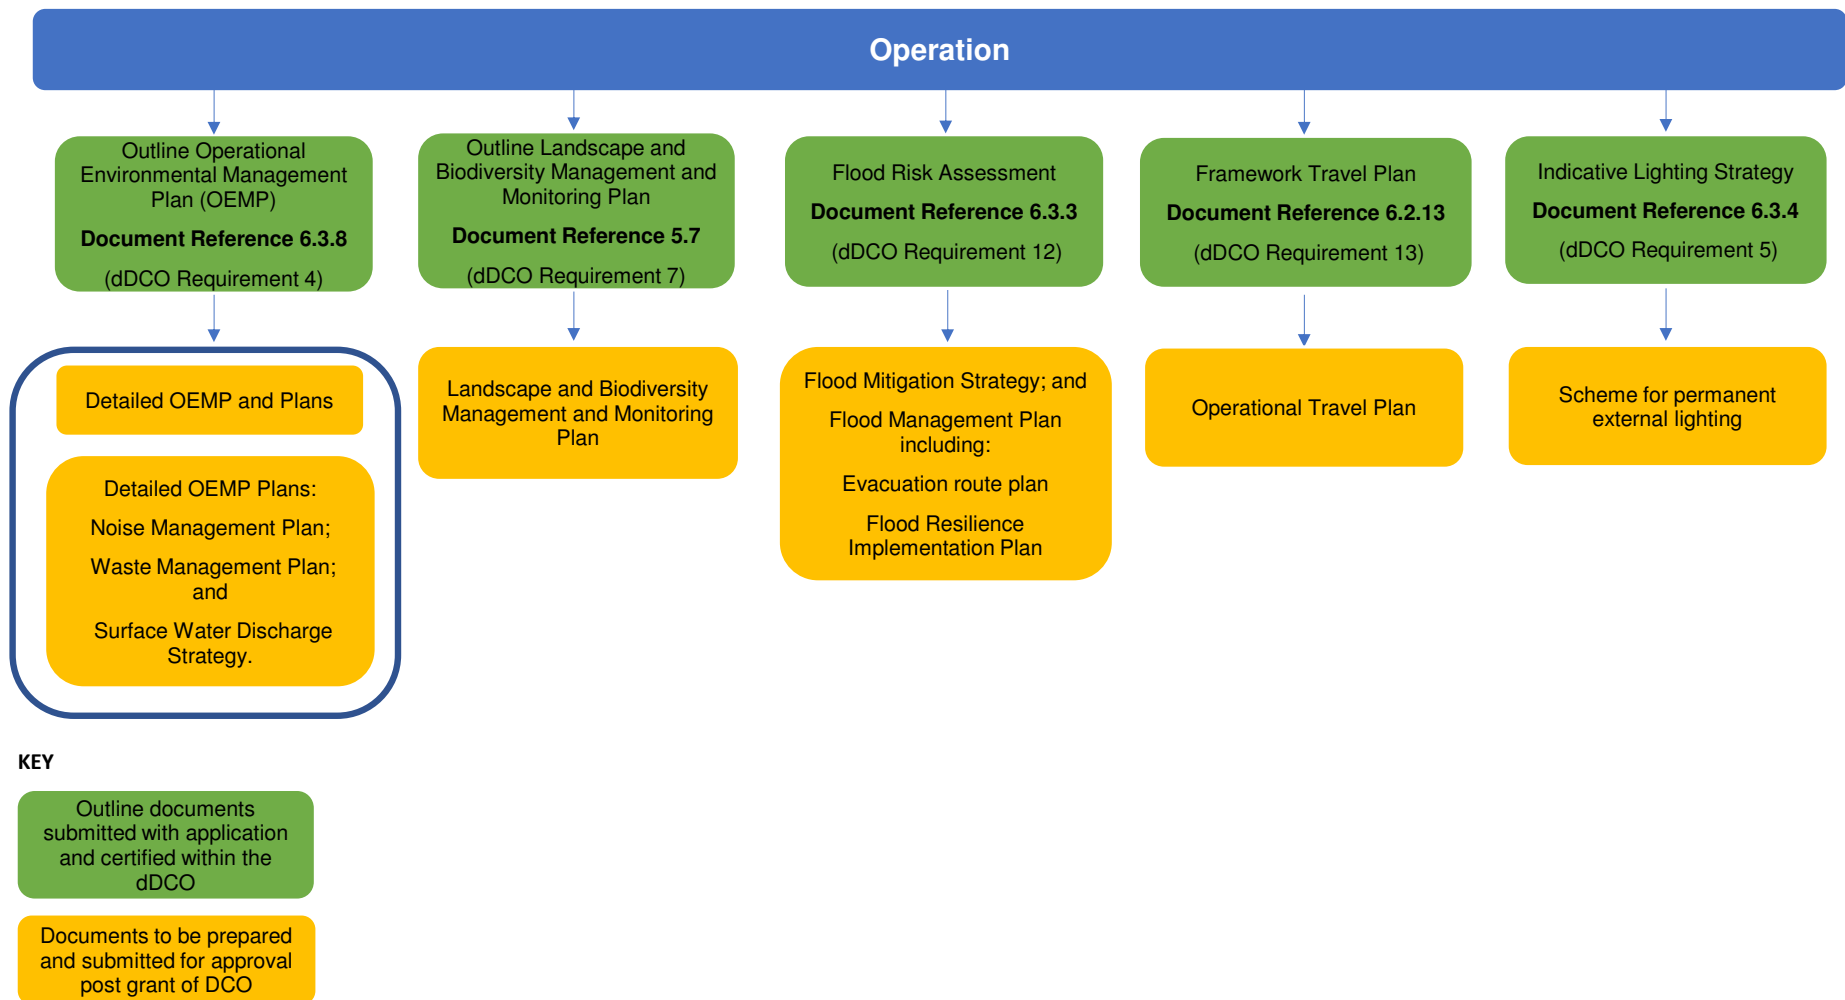 Operation
Outline Operational
Environmental Management
Plan (OEMP)
Document Reference 6.3.8
(dDCO Requirement 4)
Outline Landscape and
Biodiversity Management and
Monitoring Plan
Document Reference 5.7
(dDCO Requirement 7)
Flood Risk Assessment
Document Reference 6.3.3
(dDCO Requirement 12)
Framework Travel Plan
Document Reference 6.2.13
(dDCO Requirement 13)
Indicative Lighting Strategy
Document Reference 6.3.4
(dDCO Requirement 5)
Detailed OEMP and Plans
Detailed OEMP Plans:
Noise Management Plan;
Waste Management Plan;
and
Surface Water Discharge
Strategy.
Landscape and Biodiversity
Management and Monitoring
Plan
Flood Mitigation Strategy; and
Flood Management Plan
including:
Evacuation route plan
Flood Resilience
Implementation Plan
Operational Travel Plan
Scheme for permanent
external lighting
KEY
Outline documents
submitted with application
and certified within the
dDCO
Documents to be prepared
and submitted for approval
post grant of DCO